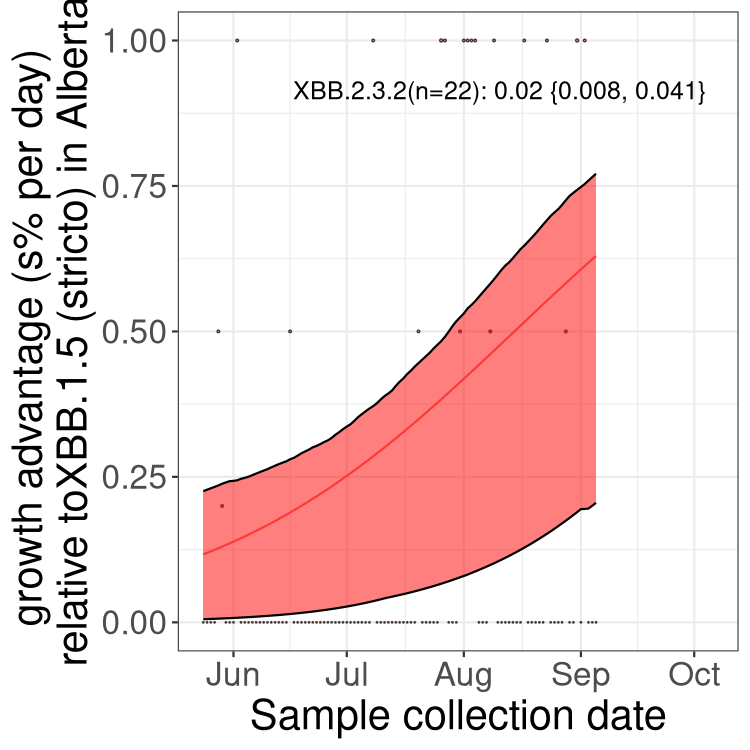 growth advantage (s% per day)
relative toXBB.1.5 (stricto) in Alberta
1.00
0.75
0.50
0.25
0.00
XBB.2.3.2(n=22): 0.02 {0.008, 0.041}
Jun Jul Aug Sep Oct
Sample collection date